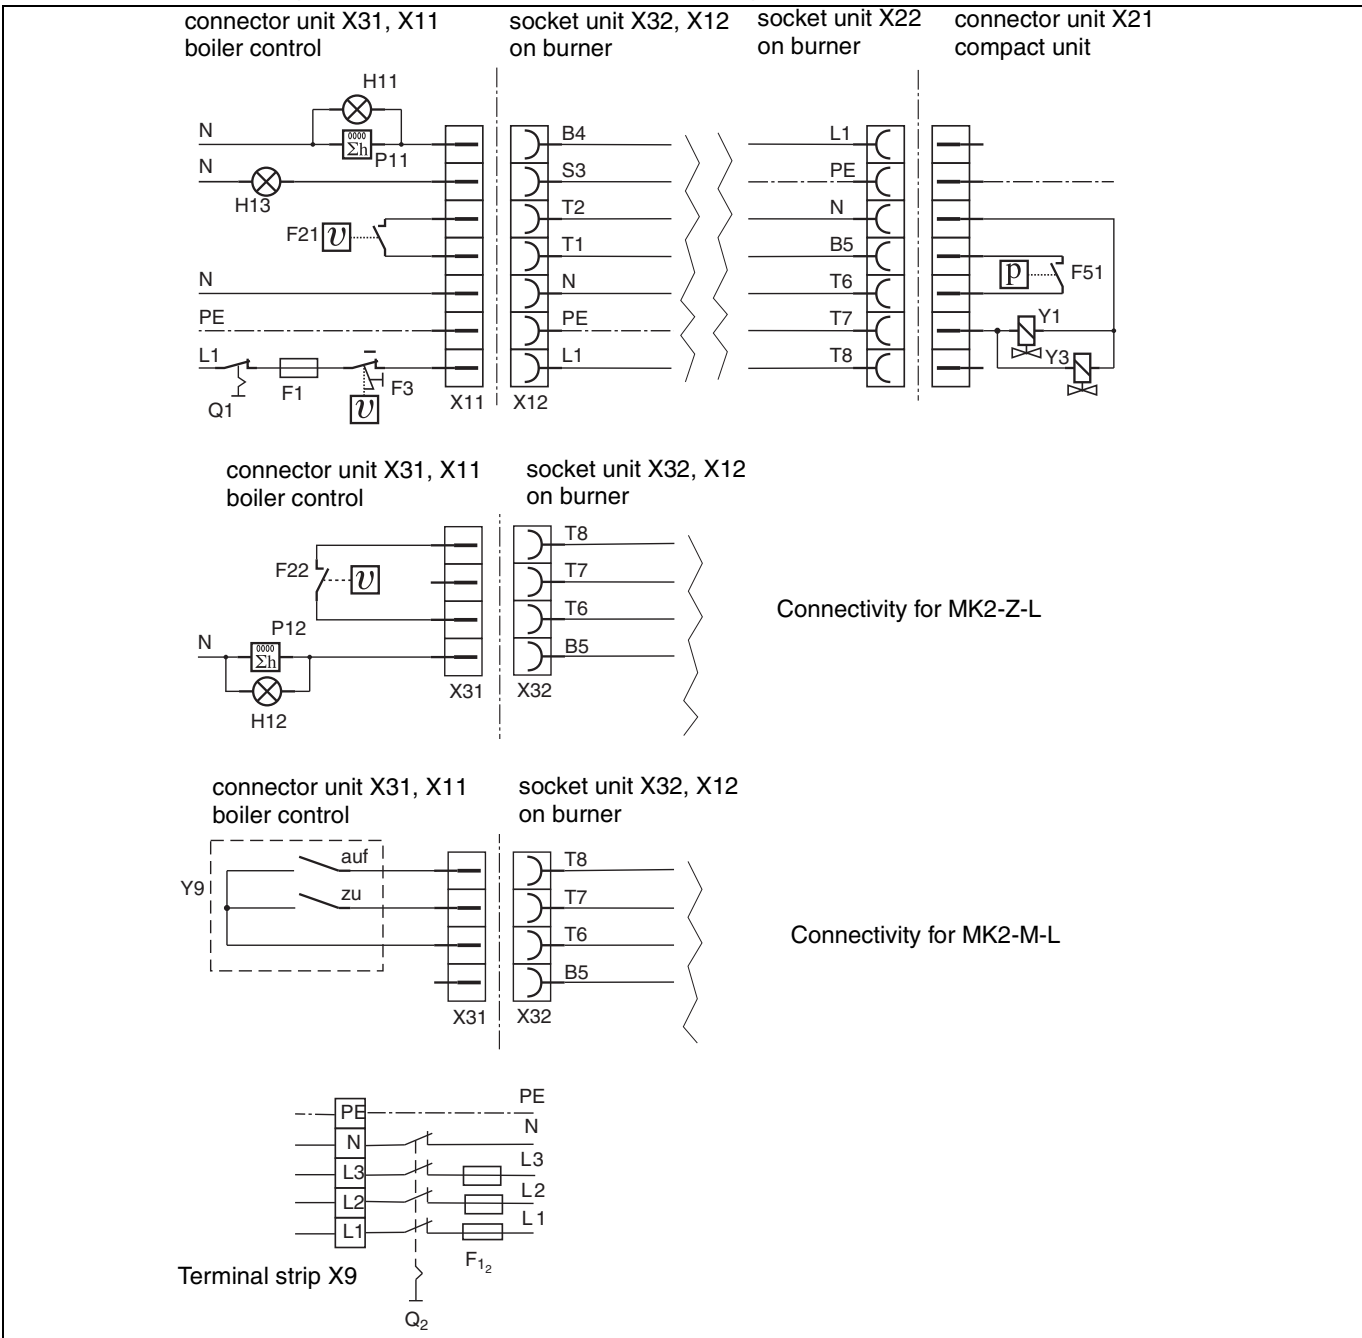 connector unit X31, X11
boiler control
socket unit X32, X12
on burner
socket unit X22
on burner
connector unit X21
compact unit
H11
N
0000
Σh
P11
B4
L1
N
H13
S3
PE
F21
v
T2
N
T1
B5
p
F51
N
N
T6
PE
PE
T7
Y1
L1
Q1
F1
F3
v
X11
X12
L1
T8
Y3
connector unit X31, X11
boiler control
socket unit X32, X12
on burner
T8
F22
v
T7
T6
Connectivity for MK2-Z-L
P12
N
0000
Σh
B5
H12
X31
X32
connector unit X31, X11
boiler control
socket unit X32, X12
on burner
auf
T8
Y9
zu
T7
T6
Connectivity for MK2-M-L
B5
X31
X32
PE
PE
N
N
L3
L3
L2
L2
L1
L1
F12
Terminal strip X9
Q2